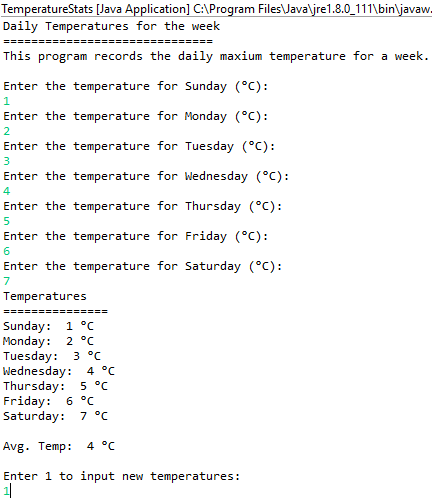 TemperatureStats [Java Application] C:\Program Files\Java\jre1.8.0_111\bin\javaw.
Daily Temperatures for the week
==============================
This program records the daily maxium temperature for a week.
Enter the temperature for Sunday (°C):
1
Enter the temperature for Monday (°C):
2
Enter the temperature for Tuesday (°C):
3
Enter the temperature for Wednesday (°C):
4
Enter the temperature for Thursday (°C):
5
Enter the temperature for Friday (°C):
6
Enter the temperature for Saturday (°C):
7
Temperatures
===============
Sunday:  1 °C
Monday:  2 °C
Tuesday:  3 °C
Wednesday:  4 °C
Thursday:  5 °C
Friday:  6 °C
Saturday:  7 °C
Avg. Temp:  4 °C
Enter 1 to input new temperatures:
1